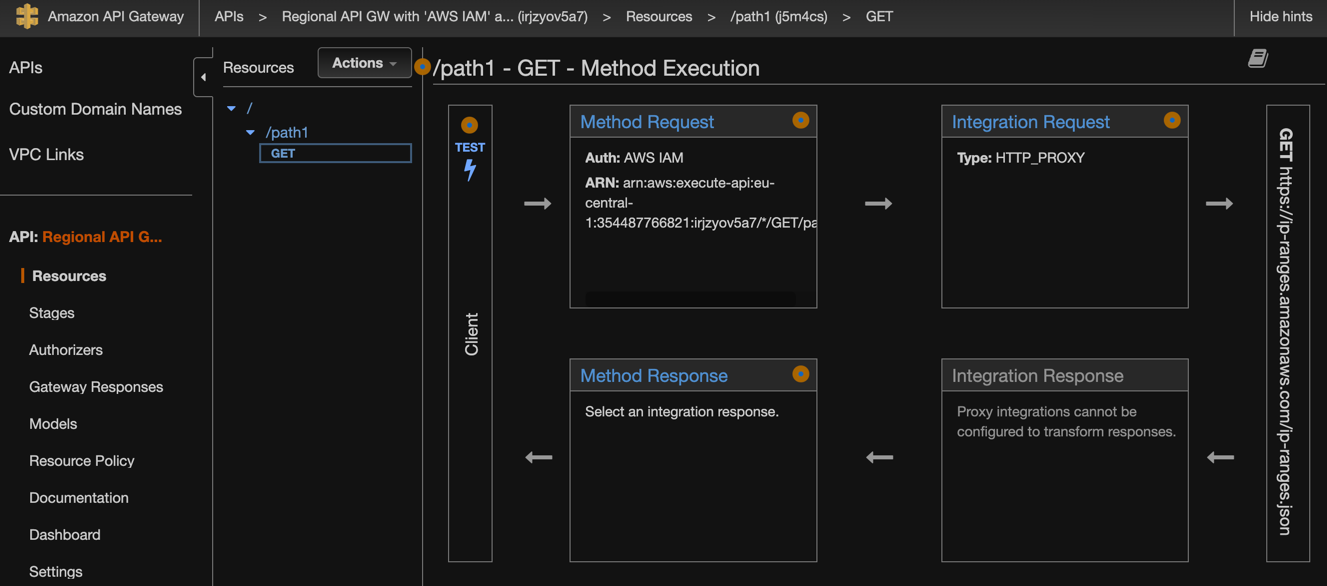 Amazon API Gateway
APIs > Regional API GW with 'AWS IAM' a... (irjzyov5a7) > Resources > /path1 (j5m4cs) > GET
Hide hints
APIs
Custom Domain Names
VPC Links
API: Regional API G...
Resources
Stages
Authorizers
Gateway Responses
Models
Resource Policy
Documentation
Dashboard
Settings
Resources
Actions
/
/path1
GET
/path1 - GET - Method Execution
TEST
Client
Method Request
Auth: AWS IAM
ARN: arn:aws:execute-api:eu-
central-
1:354487766821:irjzyov5a7/*/GET/pa
Integration Request
Type: HTTP_PROXY
GET https://ip-ranges.amazonaws.com/ip-ranges.json
Method Response
Select an integration response.
Integration Response
Proxy integrations cannot be
configured to transform responses.